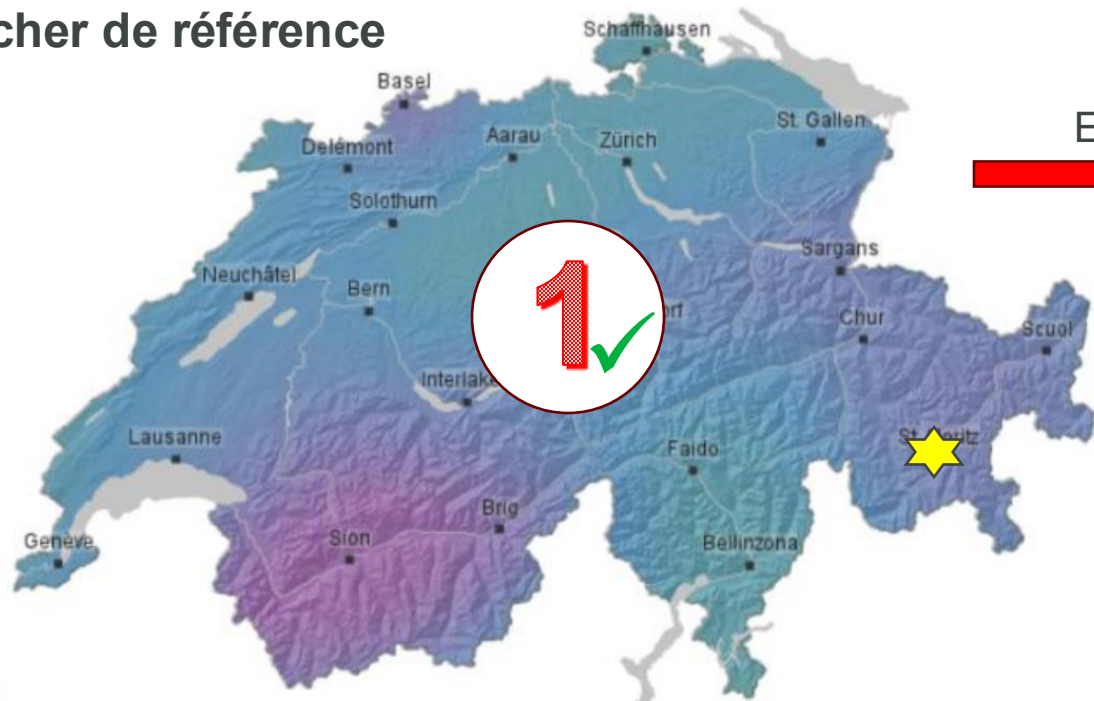 cher de référence
Schaffhausen
Basel
E
St. Gallen
Aarau
Zürich
Delémont
Solothurn
Sargans
Neuchâtel
Bern
1
Chur
Scuol
Lausanne
Faido
Brig
Sion
Genève
Bellinzona